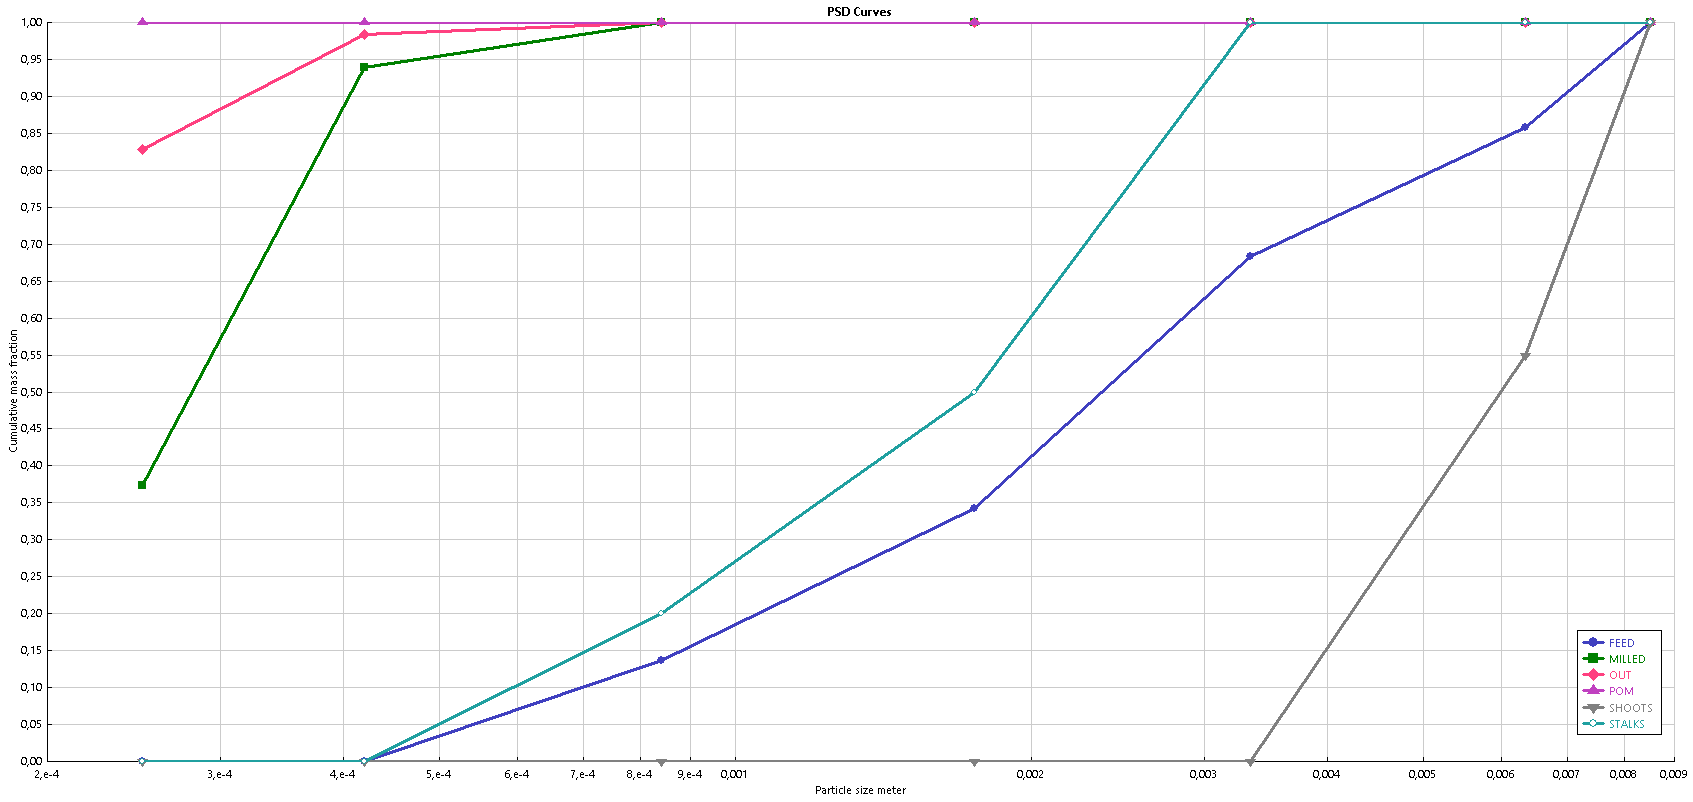 PSD Curves
1,00
0,95
0,90
0,85
0,80
0,75
0,70
0,65
0,60
0,55
0,50
0,45
0,40
0,35
0,30
0,25
0,20
0,15
0,10
0,05
0,00
Cumulative mass fraction
2,e-4 3,e-4 4,e-4 5,e-4 6,e-4 7,e-4 8,e-4 9,e-4 0,001 0,002 0,003 0,004 0,005 0,006 0,007 0,008 0,009
Particle size meter
FEED
MILLED
OUT
POM
SHOOTS
STALKS